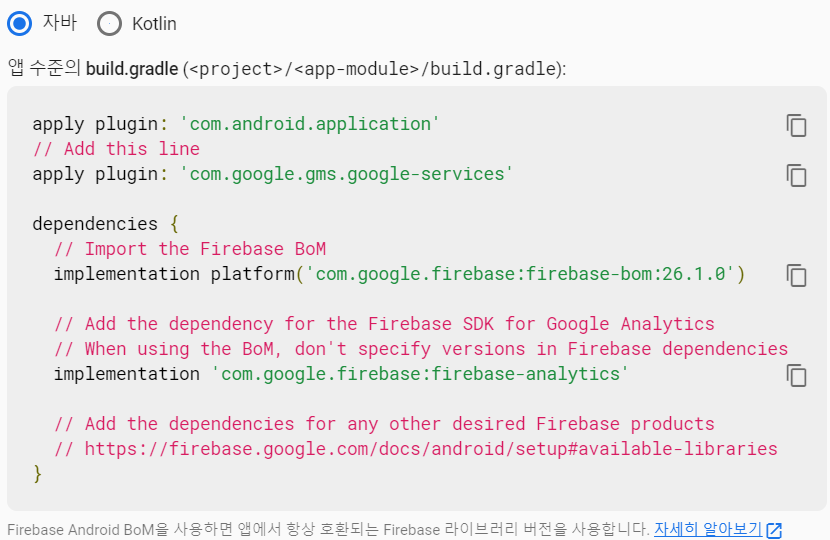 자바 Kotlin
앱 수준의 build.gradle (<project>/<app-module>/build.gradle):
apply plugin: 'com.android.application'
// Add this line
apply plugin: 'com.google.gms.google-services'
dependencies {
// Import the Firebase BoM
implementation platform('com.google.firebase:firebase-bom:26.1.0')
// Add the dependency for the Firebase SDK for Google Analytics
// When using the BoM, don't specify versions in Firebase dependencies
implementation 'com.google.firebase:firebase-analytics'
// Add the dependencies for any other desired Firebase products
// https://firebase.google.com/docs/android/setup#available-libraries
}
Firebase Android BoM을 사용하면 앱에서 항상 호환되는 Firebase 라이브러리 버전을 사용합니다. 자세히 알아보기